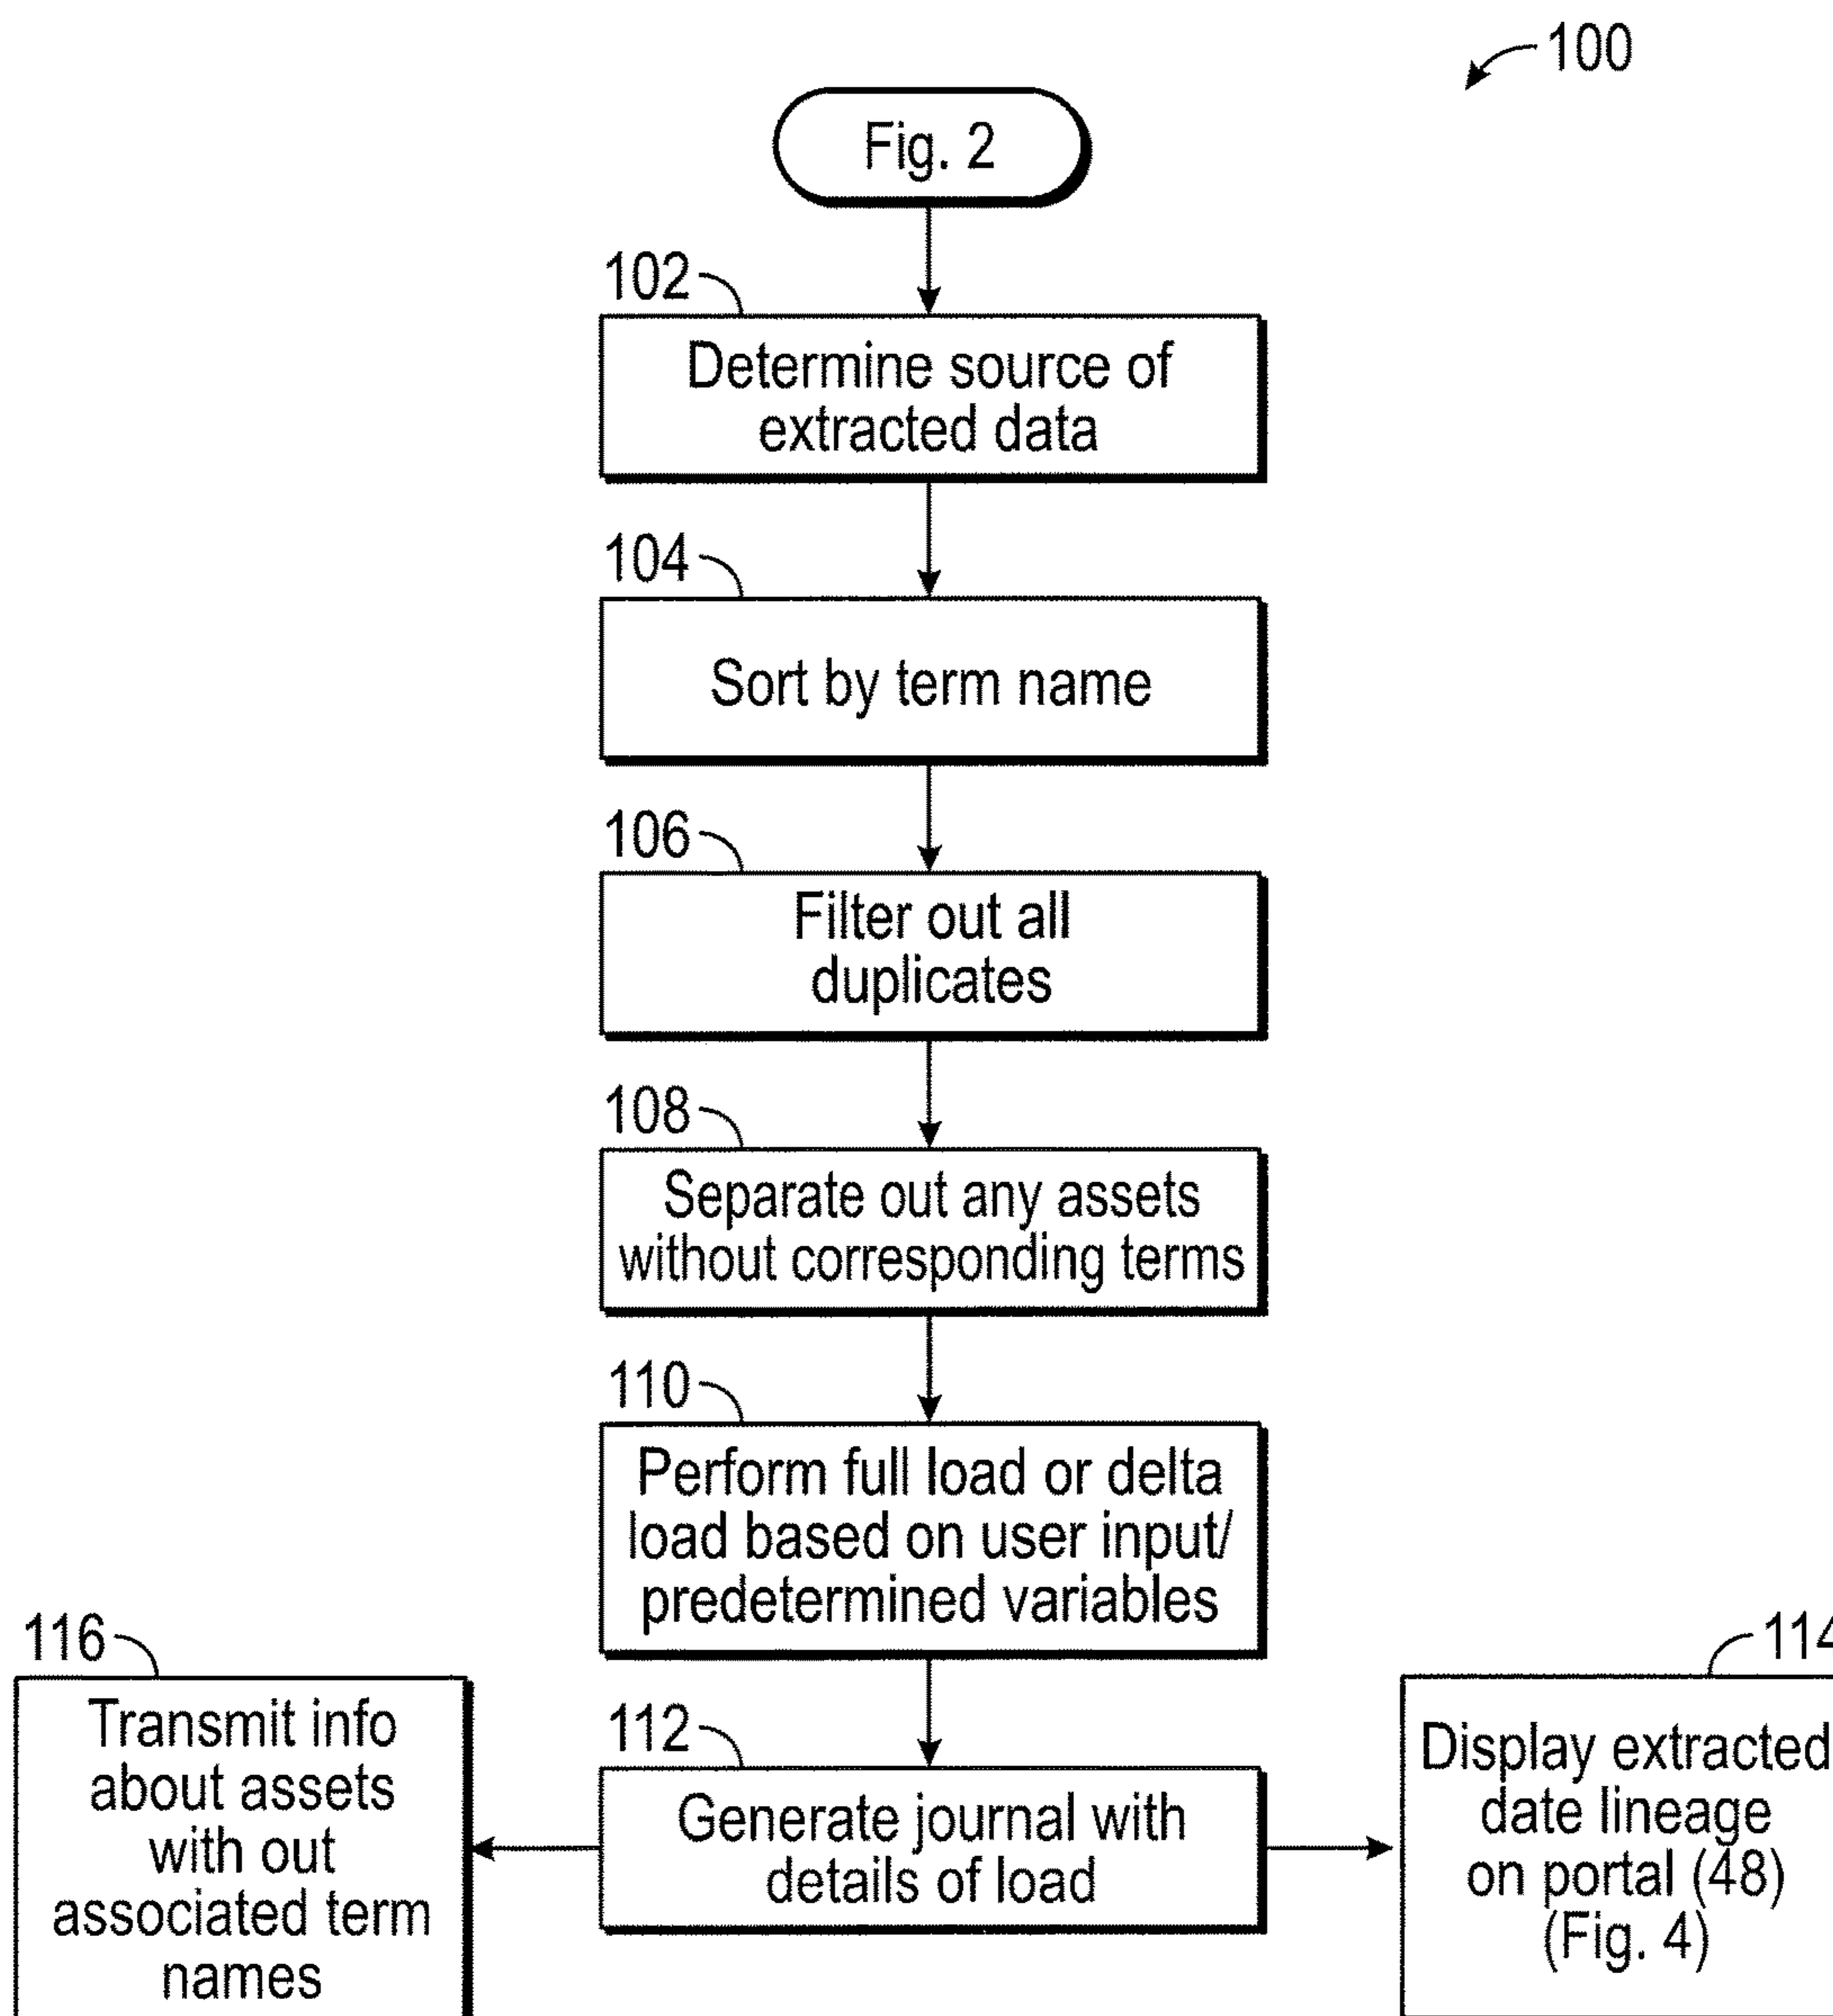 100
Fig. 2
102
Determine source of
extracted data
104
Sort by term name
106
Filter out all
duplicates
108
Separate out any assets
without corresponding terms
110
Perform full load or delta
load based on user input/
predetermined variables
116
Transmit info
about assets
with out
associated term
names
112
Generate journal with
details of load
114
Display extracted
date lineage
on portal (48)
(Fig. 4)